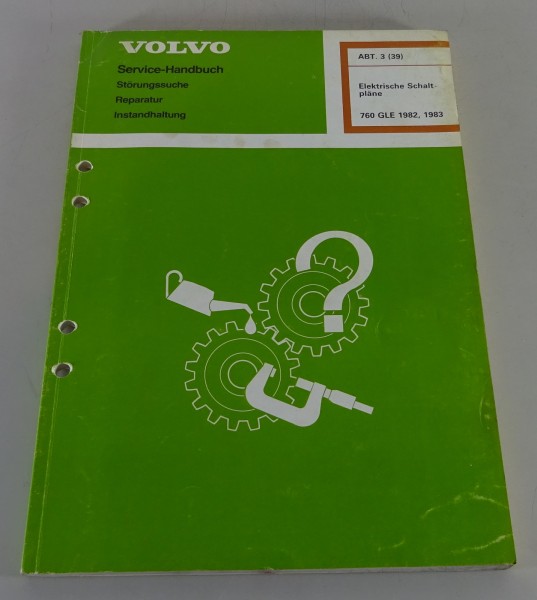 VOLVO
Service-Handbuch
Störungssuche
Reparatur
Instandhaltung
ABT. 3 (39)
Elektrische Schalt-
pläne
760 GLE 1982, 1983
?